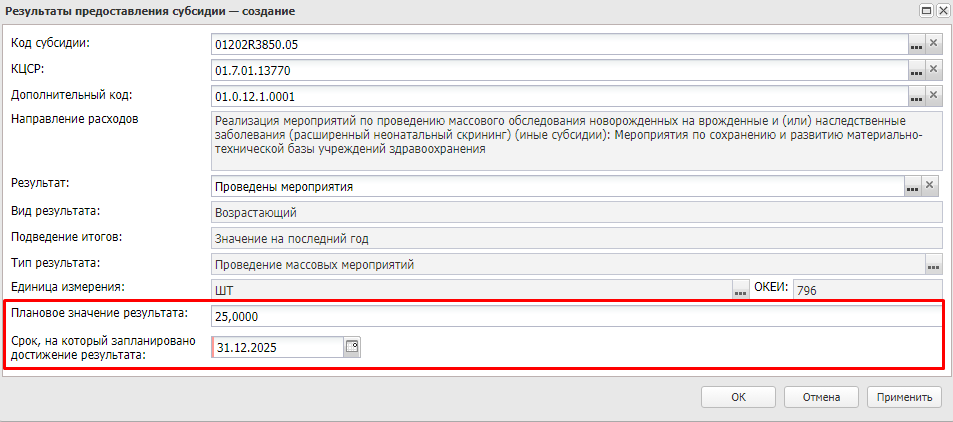 Результаты предоставления субсидии — создание
Код субсидии: 01202R3850.05
КЦСР: 01.7.01.13770
Дополнительный код: 01.0.12.1.0001
Направление расходов Реализация мероприятий по проведению массового обследования новорожденных на врожденные и (или) наследственные
заболевания (расширенный неонатальный скрининг) (иные субсидии): Мероприятия по сохранению и развитию материально-
технической базы учреждений здравоохранения
Результат: Проведены мероприятия
Вид результата: Возрастающий
Подведение итогов: Значение на последний год
Тип результата: Проведение массовых мероприятий
Единица измерения: ШТ ОКЕИ: 796
Плановое значение результата: 25,0000
Срок, на который запланировано
достижение результата: 31.12.2025
ОК Отмена Применить